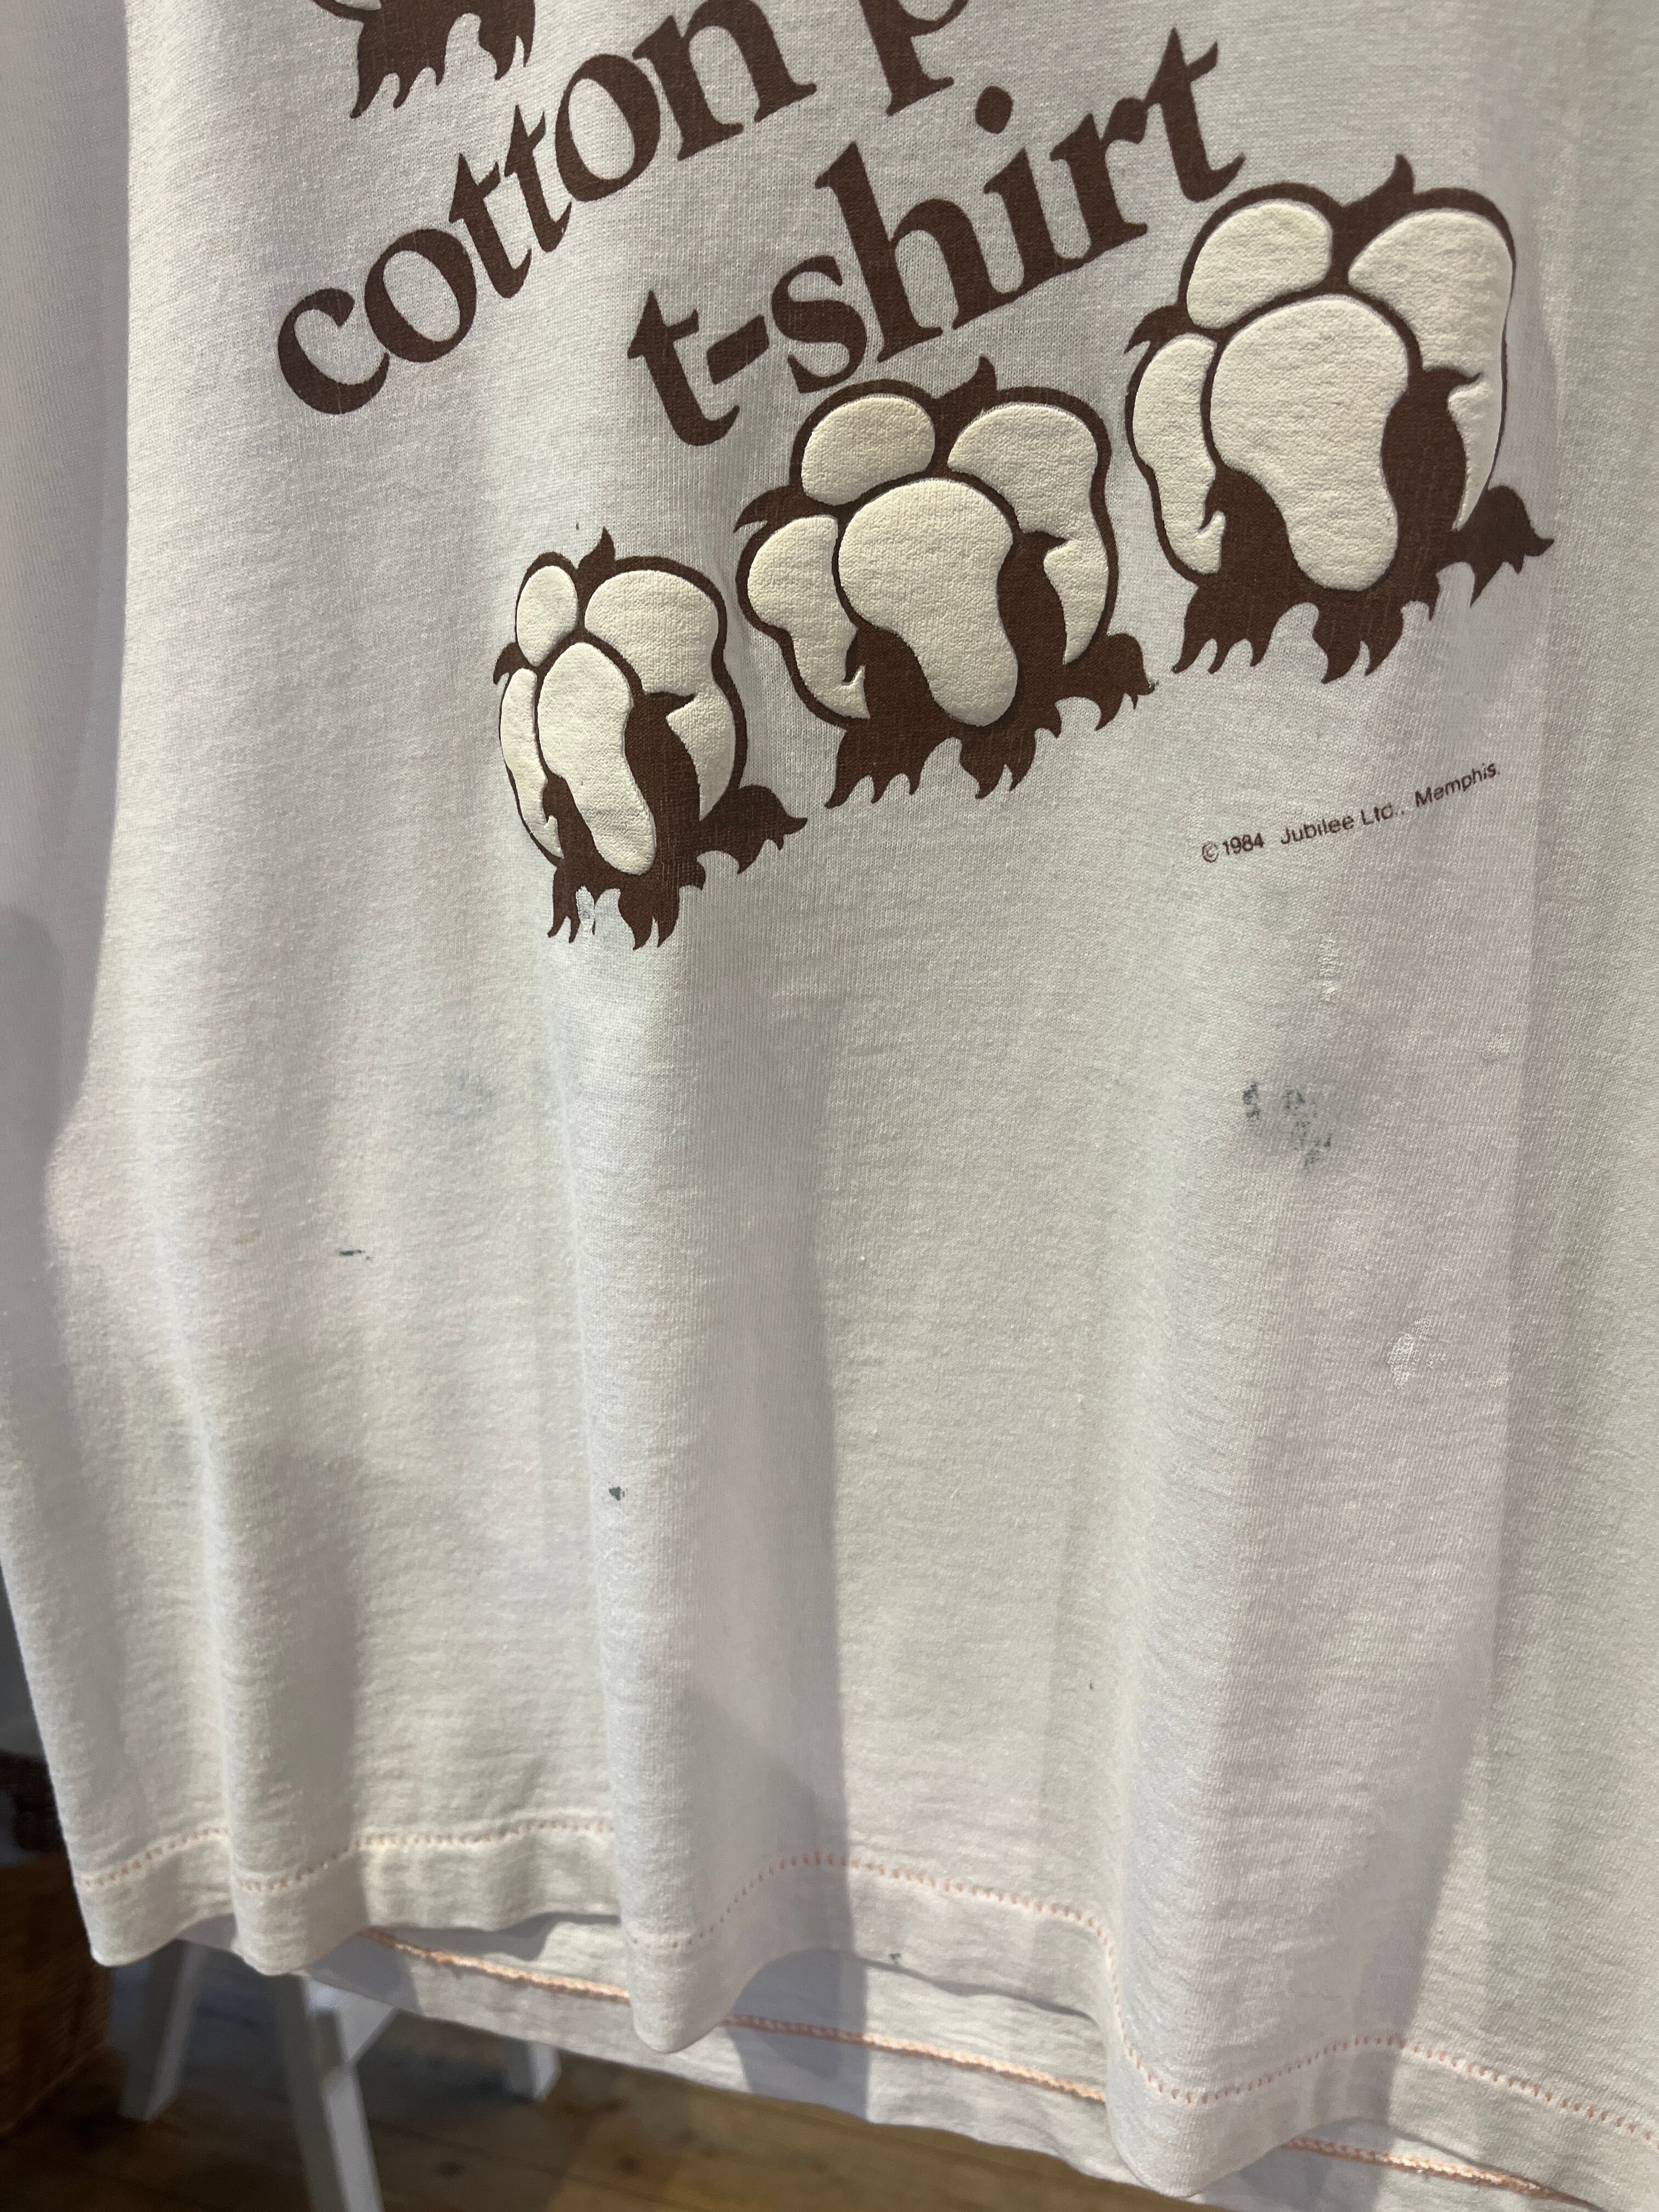 cotton p
t-shirt
©1984 Jubilee Ltd., Memphis.